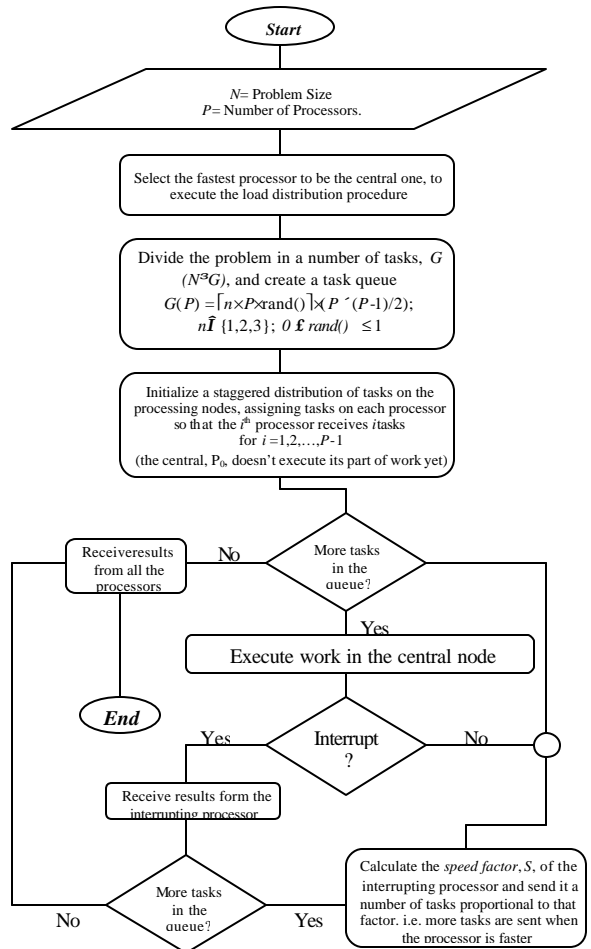 Start
N= Problem Size
P= Number of Processors.
Select the fastest processor to be the central one, to
execute the load distribution procedure
Divide the problem in a number of tasks, G
(N³G), and create a task queue
G(P) =⌈n×P×rand()⌉×(P ´(P-1)/2);
nÎ {1,2,3}; 0 £ rand() ≤1
Initialize a staggered distribution of tasks on the
processing nodes, assigning tasks on each processor
so that the ith processor receives i tasks
for i =1,2,…,P-1
(the central, P0, doesn't execute its part of work yet)
More tasks
in the
queue?
No
Receiveresults
from all the
processors
Yes
Execute work in the central node
End
Interrupt
?
Yes
No
Receive results form the
interrupting processor
More tasks
in the
queue?
No
Yes
Calculate the speed factor, S, of the
interrupting processor and send it a
number of tasks proportional to that
factor. i.e. more tasks are sent when
the processor is faster